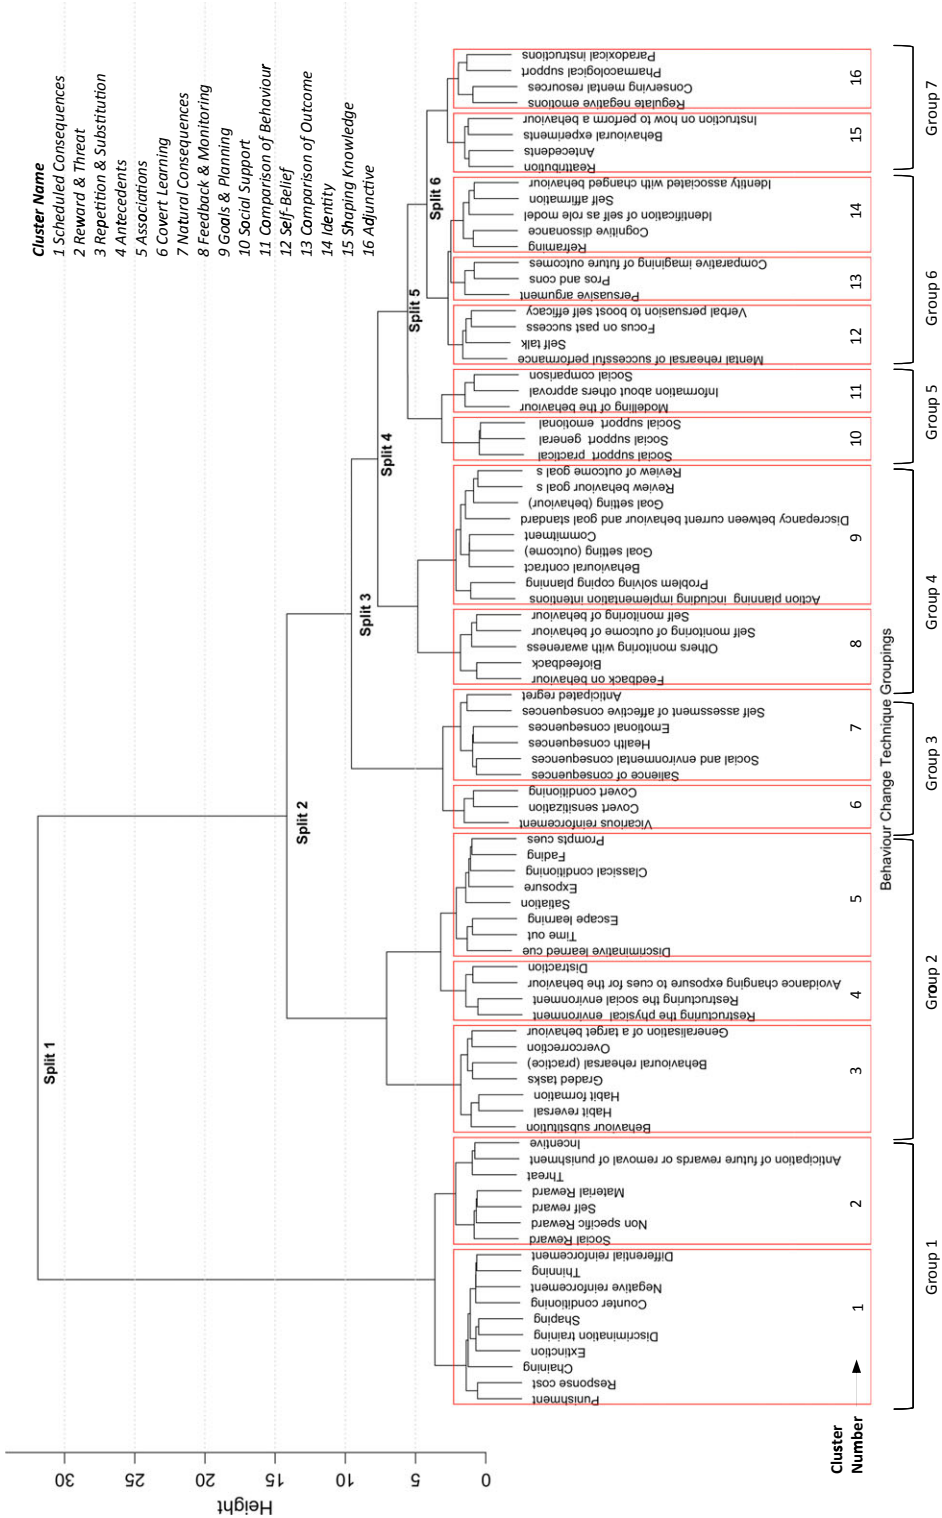 Cluster Name
1 Scheduled Consequences
2 Reward & Threat
3 Repetition & Substitution
4 Antecedents
5 Associations
6 Covert Learning
7 Natural Consequences
8 Feedback & Monitoring
9 Goals & Planning
10 Social Support
11 Comparison of Behaviour
12 Self-Belief
13 Comparison of Outcome
14 Identity
15 Shaping Knowledge
16 Adjunctive
Height
30
25
20
15
10
5
0
Split 1
Split 2
Split 3
Split 4
Split 5
Split 6
Punishment
Response cost
Chaining
Extinction
Discrimination training
Shaping
Counter conditioning
Negative reinforcement
Thinning
Differential reinforcement
Social Reward
Non specific Reward
Self reward
Material Reward
Threat
Anticipation of future rewards or removal of punishment
Incentive
Behaviour substitution
Habit reversal
Habit formation
Graded tasks
Behavioural rehearsal (practice)
Overcorrection
Generalisation of a target behaviour
Restructuring the physical environment
Restructuring the social environment
Avoidance changing exposure to cues for the behaviour
Distraction
Discriminative learned cue
Time out
Escape learning
Satiation
Exposure
Classical conditioning
Fading
Prompts cues
Vicarious reinforcement
Covert sensitization
Covert conditioning
Salience of consequences
Social and environmental consequences
Health consequences
Emotional consequences
Self assessment of affective consequences
Anticipated regret
Feedback on behaviour
Biofeedback
Others monitoring with awareness
Self monitoring of outcome of behaviour
Self monitoring of behaviour
Action planning including implementation intentions
Problem solving coping planning
Behavioural contract
Goal setting (outcome)
Commitment
Discrepancy between current behaviour and goal standard
Goal setting (behaviour)
Review behaviour goal s
Review of outcome goal s
Social support practical
Social support general
Social support emotional
Modelling of the behaviour
Information about others approval
Social comparison
Mental rehearsal of successful performance
Self talk
Focus on past success
Verbal persuasion to boost self efficacy
Persuasive argument
Pros and cons
Comparative imagining of future outcomes
Reframing
Cognitive dissonance
Identification of self as role model
Self affirmation
Identity associated with changed behaviour
Reattribution
Antecedents
Behavioural experiments
Instruction on how to perform a behaviour
Regulate negative emotions
Conserving mental resources
Pharmacological support
Paradoxical instructions
Cluster
Number
1
2
3
4
5
6
7
8
9
10
11
12
13
14
15
16
Behaviour Change Technique Groupings
Group 1
Group 2
Group 3
Group 4
Group 5
Group 6
Group 7